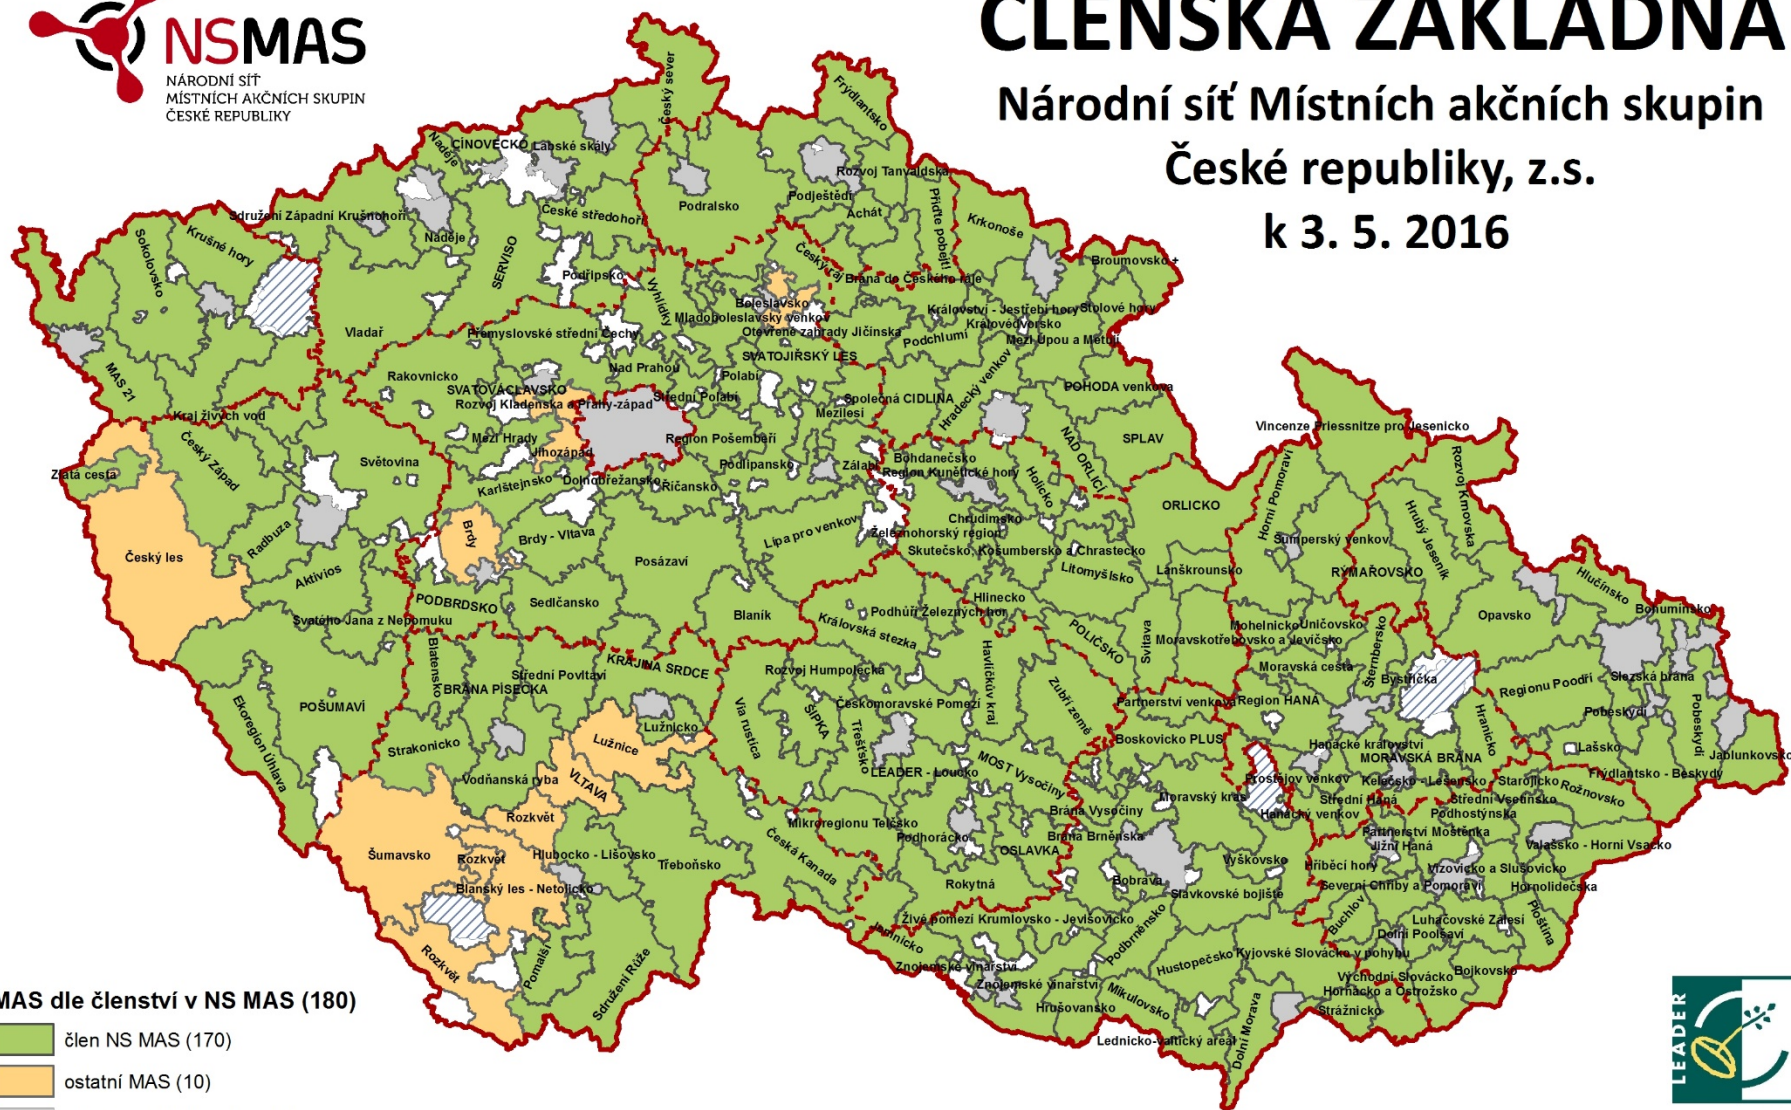 NSMAS
NÁRODNÍ SÍŤ
MÍSTNÍCH AKČNÍCH SKUPIN
ČESKÉ REPUBLIKY
ČLENSKÁ ZÁKLADNA
Národní síť Místních akčních skupin
České republiky, z.s.
k 3. 5. 2016
Český sever
Frýdlantsko
Naděje
CÍNOVECKO
Labské skály
Rozvoj Tanvaldska
Podralsko
Podještědí
Achát
Přiďte pobejt!
Krkonoše
Sdružení Západní Krušnohoří
České středohoří
Krušné hory
Sokolovsko
Naděje
SERVISO
Podřipsko
Vyhlídky
Český ráj
Brána do Českého ráje
Broumovsko +
Boleslavsko
Mladoboleslavský venkov
Království - Jestřebí hory
Stolové hory
Královédvorsko
Otevřené zahrady Jičínska
Podchlumí
Mezi Úpou a Metují
Vladař
Přemyslovské střední Čechy
SVATOJIŘSKÝ LES
Nad Prahou
Polabí
Hradecký venkov
MAS 21
Rakovnicko
SVATOVÁCLAVSKO
Rozvoj Kladenska a Prahy-západ
Střední Polabí
Společná CIDLINA
Mezilesí
POHODA venkova
Kraj živých vod
Mezi Hrady
Jihozápad
Region Pošembeří
NAD ORLICÍ
SPLAV
Vincenze Priessnitze pro Jesenicko
Zlatá cesta
Český Západ
Světovina
Karlštejnsko
Dolnobřežansko
Říčansko
Podlipansko
Zálabí
Bohdanečsko
Region Kunětické hory
Holicko
ORLICKO
Horní Pomoraví
Rozvoj Krnovska
Český les
Radbuza
Brdy
Brdy - Vltava
Posázaví
Lípa pro venkov
Chrudimsko
Železnohorský region
Skutečsko, Košumbersko a Chrastecko
Šumperský venkov
Hrubý Jeseník
Aktivios
PODBRDSKO
Sedlčansko
Blaník
Litomyšlsko
Lanškrounsko
RÝMAŘOVSKO
Hlučínsko
Opavsko
Bohumínsko
Svatého Jana z Nepomuku
Královská stezka
Podhůří Železných hor
Hlinecko
POLIČSKO
Svitava
Mohelnicko
Uničovsko
Moravskotřebovsko a Jevíčsko
Šternbersko
Blatensko
Střední Povltaví
KRAJINA SRDCE
BRÁNA PÍSECKA
Rozvoj Humpolecka
Havlíčkův kraj
Moravská cesta
Bystřička
Regionu Poodří
Slezská brána
Ekoregion Úhlava
POŠUMAVÍ
Strakonicko
Lužnicko
Lužnice
Via rustica
ŠIPKA
Třešťsko
Českomoravské Pomezí
Zubří země
Partnerství venkova
Region HANÁ
Hranicko
Pobeskydí
Pobeskydí
Boskovicko PLUS
Hanácké království
MORAVSKÁ BRÁNA
Lašsko
Jablunkovsko
Vodňanská ryba
VLTAVA
LEADER - Loucko
MOST Vysočiny
Prostějov venkov
Kelečsko - Lešensko - Starojicko
Frýdlantsko - Beskydy
Rožnovsko
Moravský kras
Střední Haná
Střední Vsetínsko
Rozkvět
Brána Vysočiny
Hanácký venkov
Podhostýnska
Mikroregionu Telčsko
Podhorácko
Brána Brněnska
Partnerství Moštěnka
Jižní Haná
Valašsko - Horní Vsacko
Šumavsko
Rozkvět
Hlubocko - Lišovsko
Třeboňsko
Česká Kanada
OSLAVKA
Vyškovsko
Hříběcí hory
Vizovicko a Slušovicko
Blanský les - Netolicko
Rokytná
Bobrava
Slavkovské bojiště
Severní Chřiby a Pomoraví
Hornolidečska
Živé pomezí Krumlovsko - Jevišovicko
Buchlov
Luhačovské Zálesí
Ploština
Jemnicko
Podbrněnsko
Dolní Poolšaví
Rozkvět
Pomalší
Sdružení Růže
Znojemské vinařství
Znojemské vinařství
Hustopečsko
Kyjovské Slovácko v pohybu
Východní Slovácko
Bojkovsko
Hrušovansko
Mikulovsko
Horňácko a Ostrožsko
Strážnicko
Lednicko-valtický areál
Dolní Morava
MAS dle členství v NS MAS (180)
člen NS MAS (170)
ostatní MAS (10)
LEADER